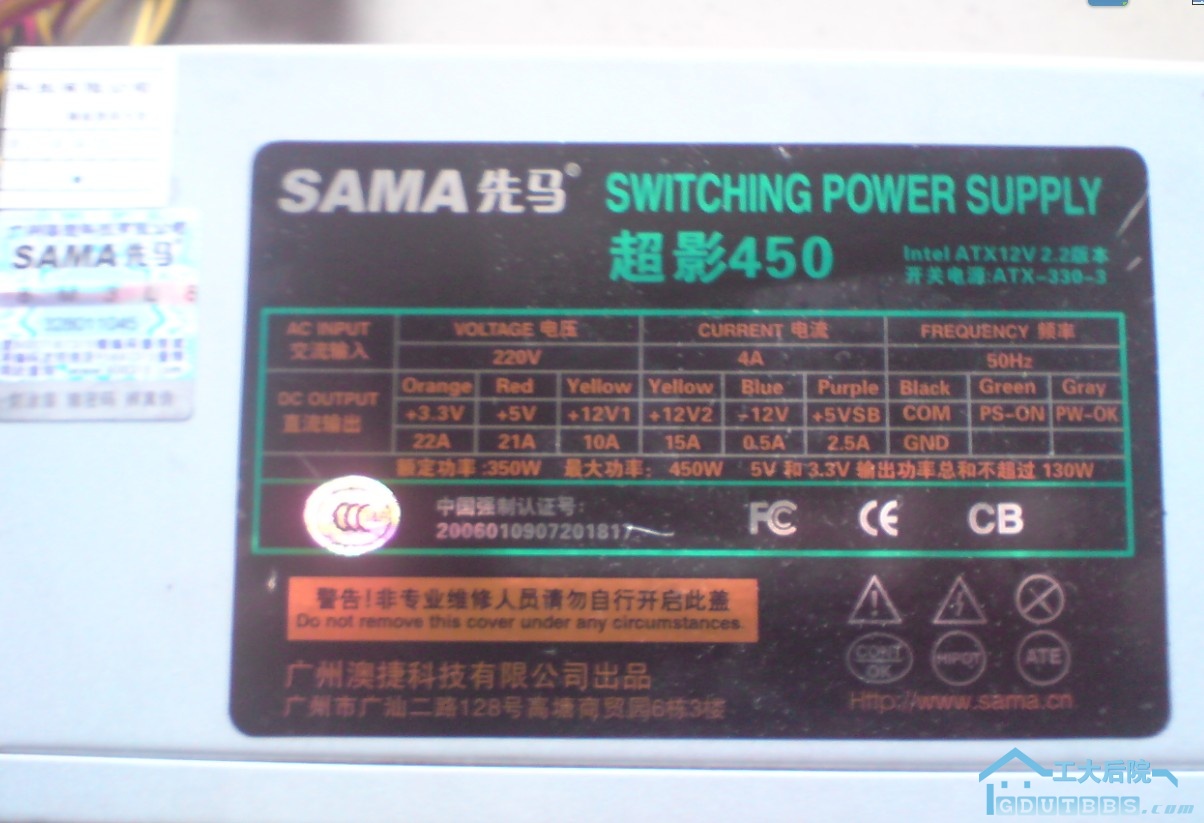 SAMA先马® SWITCHING POWER SUPPLY
超影450
Intel ATX12V 2.2版本
开关电源:ATX-330-3
AC INPUT 交流输入 VOLTAGE 电压 CURRENT 电流 FREQUENCY 频率
220V 4A 50Hz
DC OUTPUT 直流输出 Orange Red Yellow Yellow Blue Purple Black Green Gray
+3.3V +5V +12V1 +12V2 -12V +5VSB COM PS-ON PW-OK
22A 21A 10A 15A 0.5A 2.5A GND
额定功率:350W 最大功率: 450W 5V 和 3.3V 输出功率总和不超过 130W
中国强制认证号:
2006010907201817
FC CE CB
警告!非专业维修人员请勿自行开启此盖
Do not remove this cover under any circumstances.
CONT OK HIPOT ATE
广州澳捷科技有限公司出品
广州市广汕二路128号高塘商贸园6栋3楼
Http://www.sama.cn
SAMA先马
工大后院
GDUTBBS.com